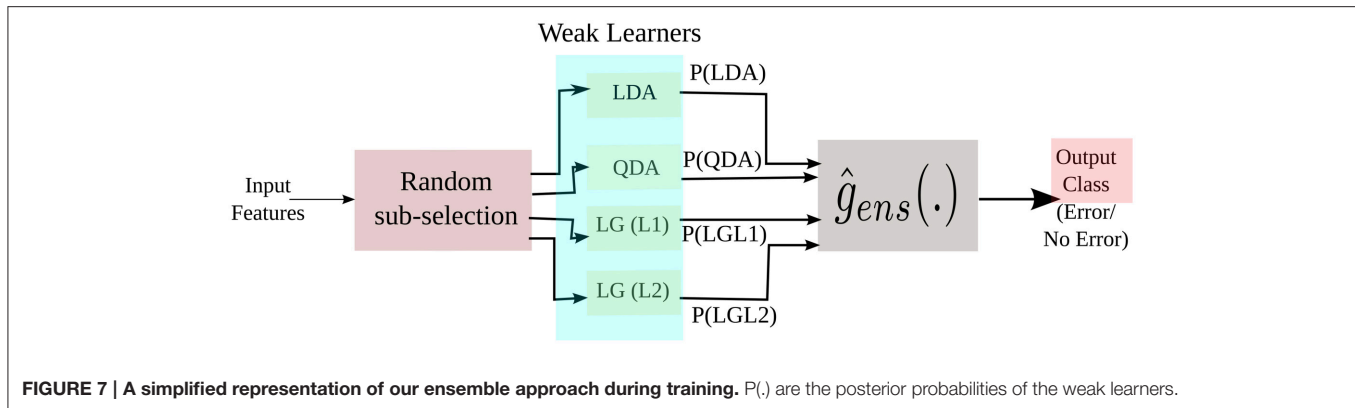 Weak Learners
Input
Features
Random
sub-selection
LDA
QDA
LG (L1)
LG (L2)
P(LDA)
P(QDA)
P(LGL1)
P(LGL2)
ĝens(.)
Output
Class
(Error/
No Error)
FIGURE 7 | A simplified representation of our ensemble approach during training. P(.) are the posterior probabilities of the weak learners.